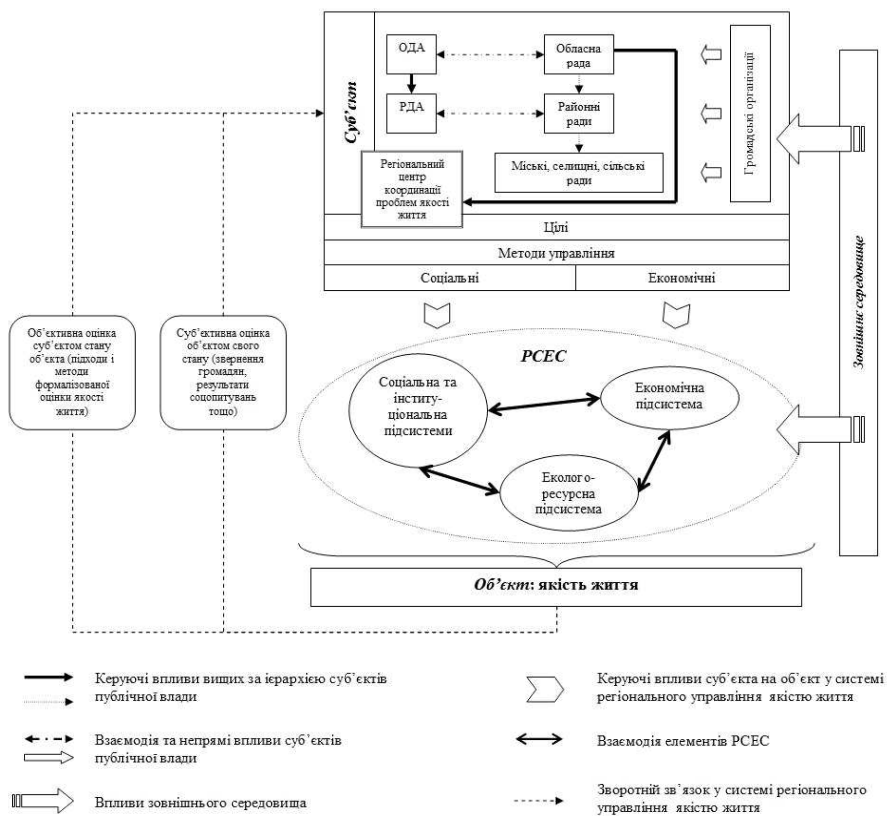 Суб'єкт
ОДА
Обласна
рада
РДА
Районні
ради
Регіональний
центр
координації
проблем якості
життя
Міські, селищні, сільські
ради
Громадські організації
Цілі
Методи управління
Соціальні
Економічні
Зовнішнє середовище
Об'єктивна оцінка
суб'єктом стану
об'єкта (підходи і
методи
формалізованої
оцінки якості
життя)
Суб'єктивна оцінка
об'єктом свого
стану (звернення
громадян,
результати
соцопитувань
тощо)
РСЕС
Соціальна та
інститу-
ціональна
підсистеми
Економічна
підсистема
Еколого-
ресурсна
підсистема
Об'єкт: якість життя
Керуючі впливи вищих за ієрархією суб'єктів
публічної влади
Взаємодія та непрямі впливи суб'єктів
публічної влади
Впливи зовнішнього середовища
Керуючі впливи суб'єкта на об'єкт у системі
регіонального управління якістю життя
Взаємодія елементів РСЕС
Зворотній зв'язок у системі регіонального
управління якістю життя